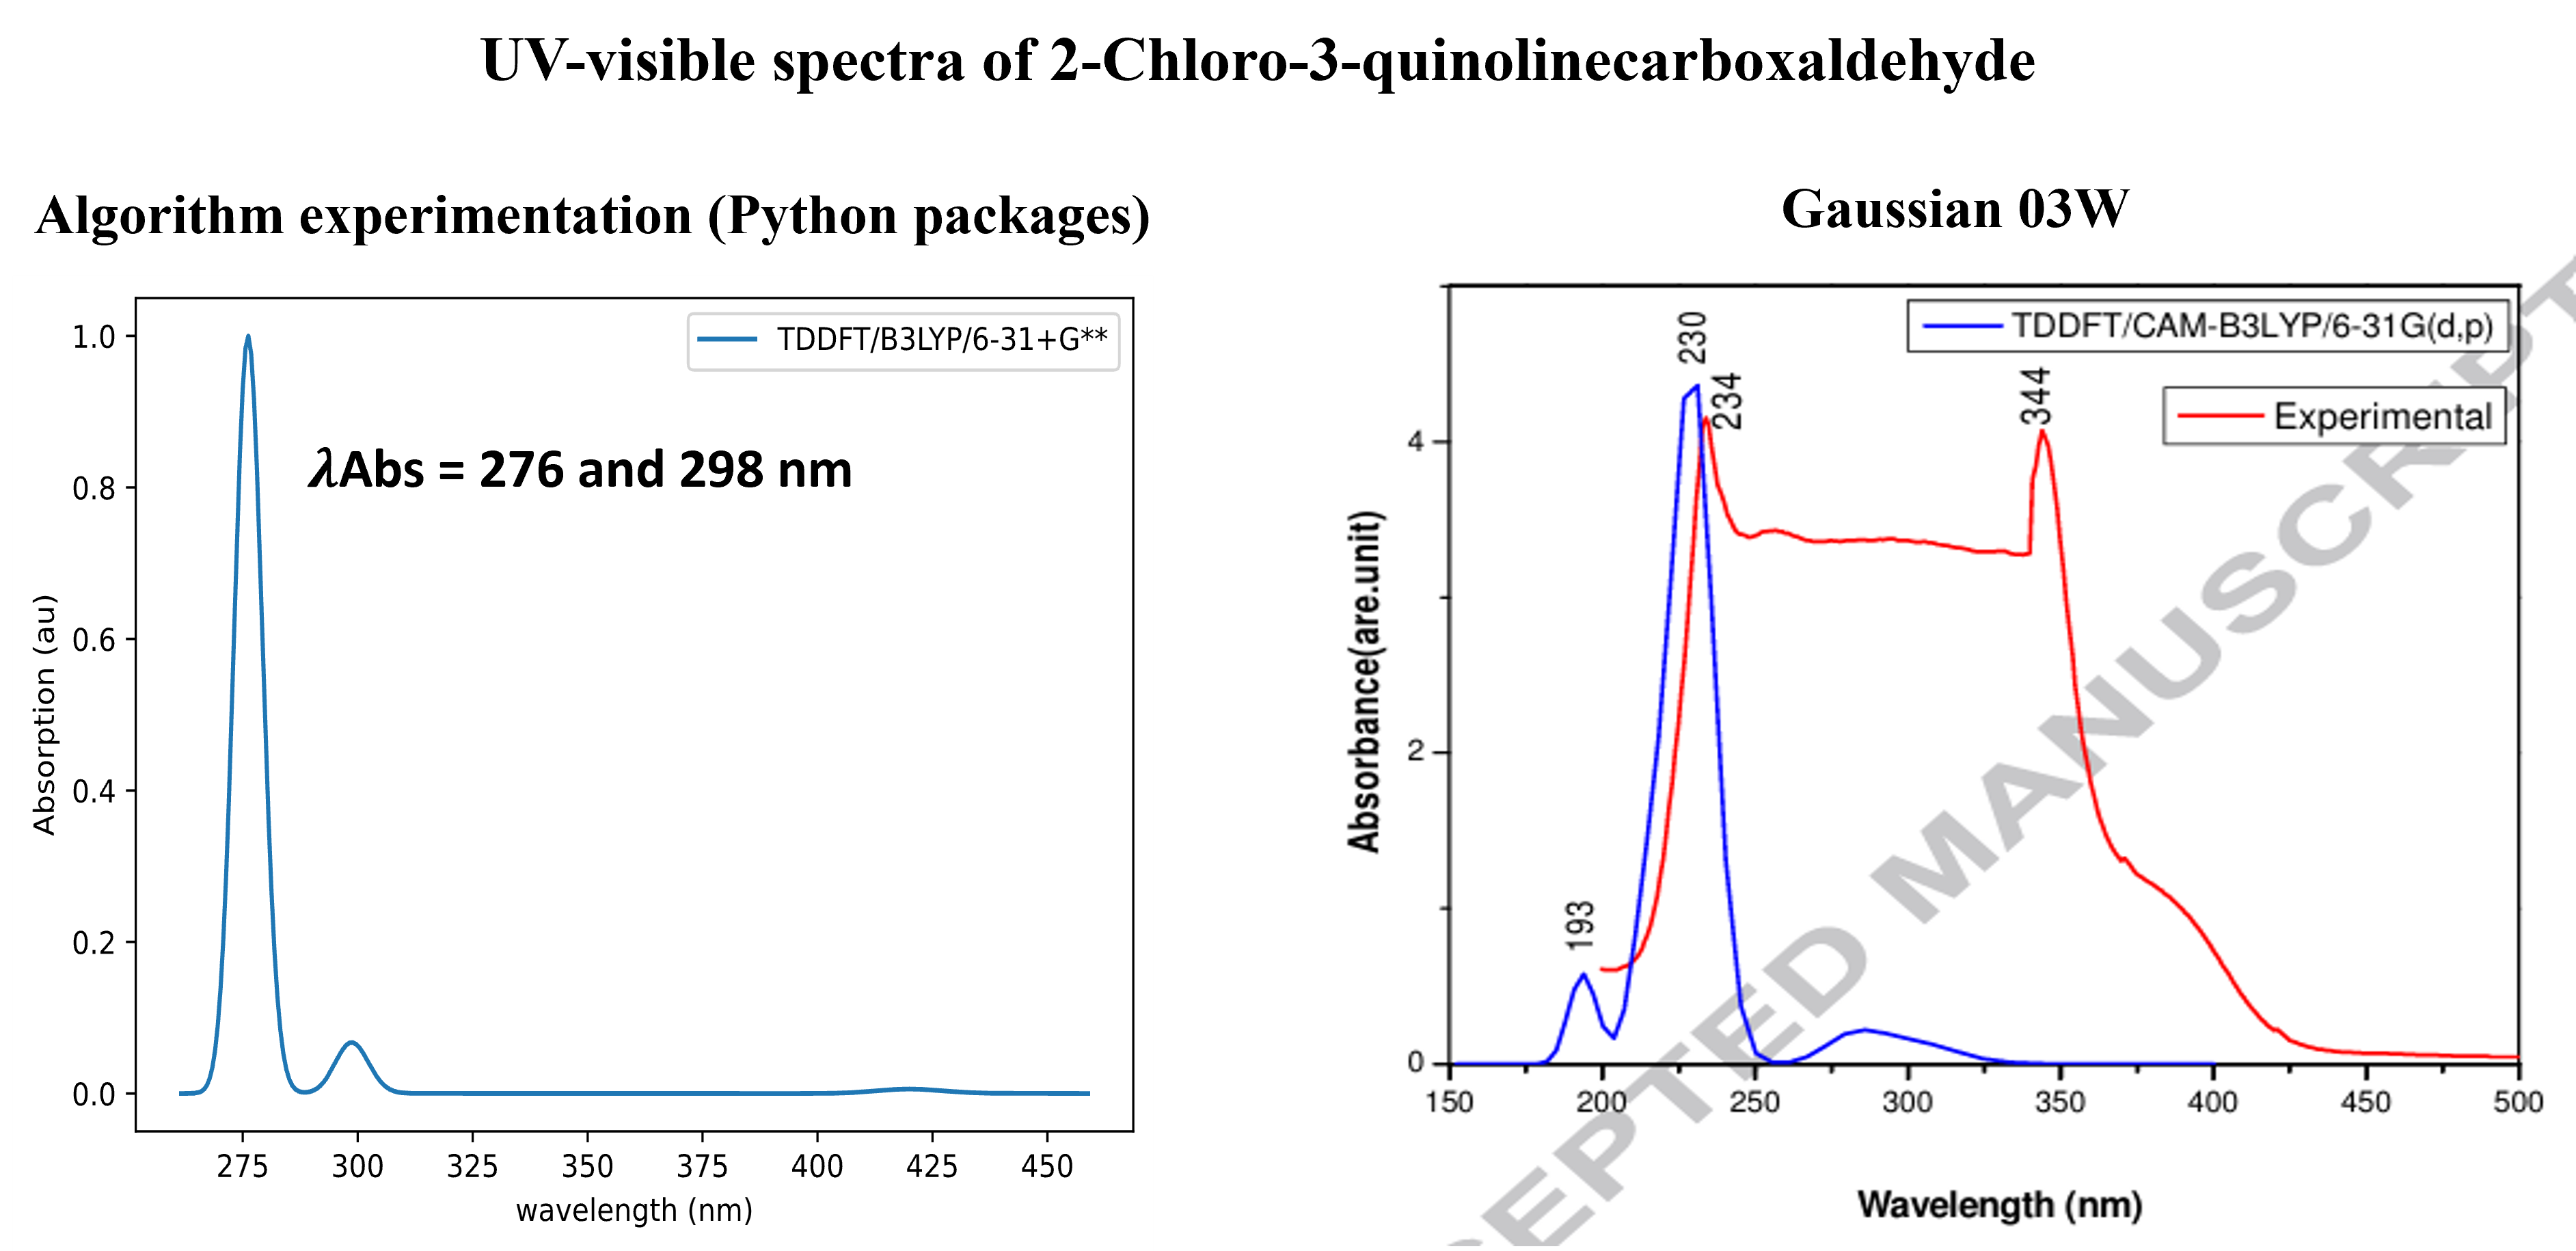 UV-visible spectra of 2-Chloro-3-quinolinecarboxaldehyde
Algorithm experimentation (Python packages)
TDDFT/B3LYP/6-31+G**
λAbs = 276 and 298 nm
1.0
0.8
0.6
0.4
0.2
0.0
Absorption (au)
275 300 325 350 375 400 425 450
wavelength (nm)
Gaussian 03W
TDDFT/CAM-B3LYP/6-31G(d,p)
Experimental
230
234
344
193
4
2
0
Absorbance(are.unit)
150 200 250 300 350 400 450 500
Wavelength (nm)
EPTED MANUSCRIPT